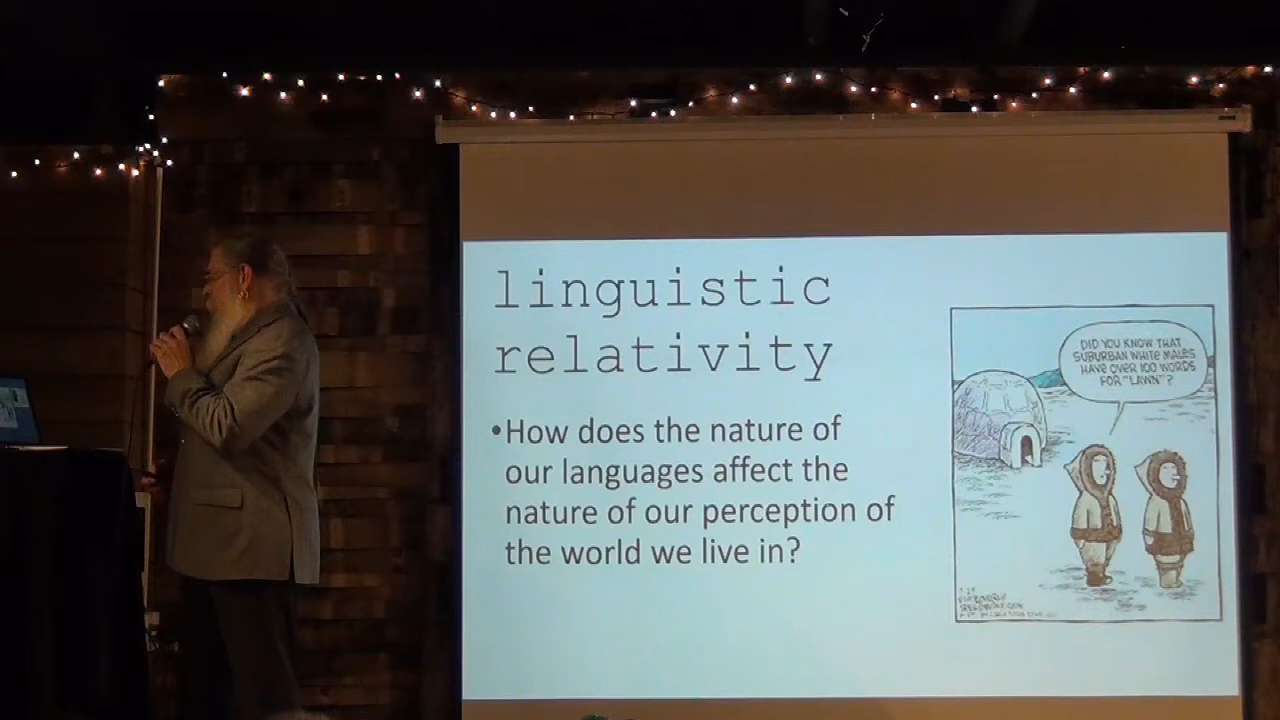 linguistic
relativity
•How does the nature of
our languages affect the
nature of our perception of
the world we live in?
DID YOU KNOW THAT
SUBURBAN WHITE MALES
HAVE OVER 100 WORDS
FOR "LAWN"?